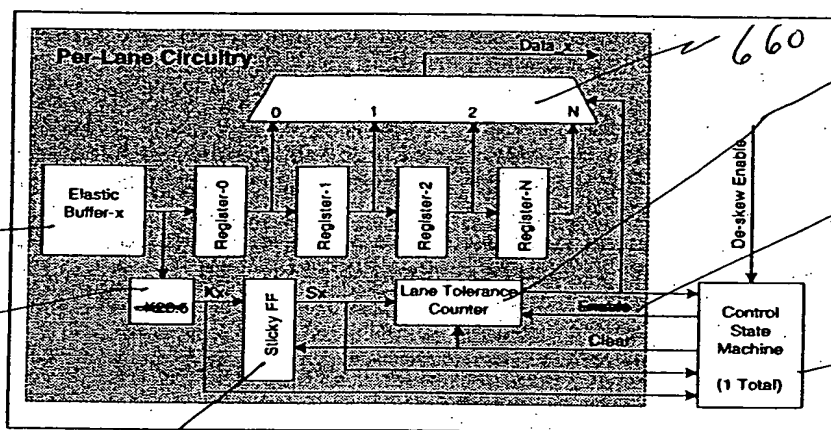 Per-Lane Circuitry
Data_x
660
0 1 2 N
Elastic
Buffer-x
Register-0
Register-1
Register-2
Register-N
De-skew Enable
Kx
Sx
Sticky FF
Lane Tolerance
Counter
Enable
Clear
Control
State
Machine
(1 Total)